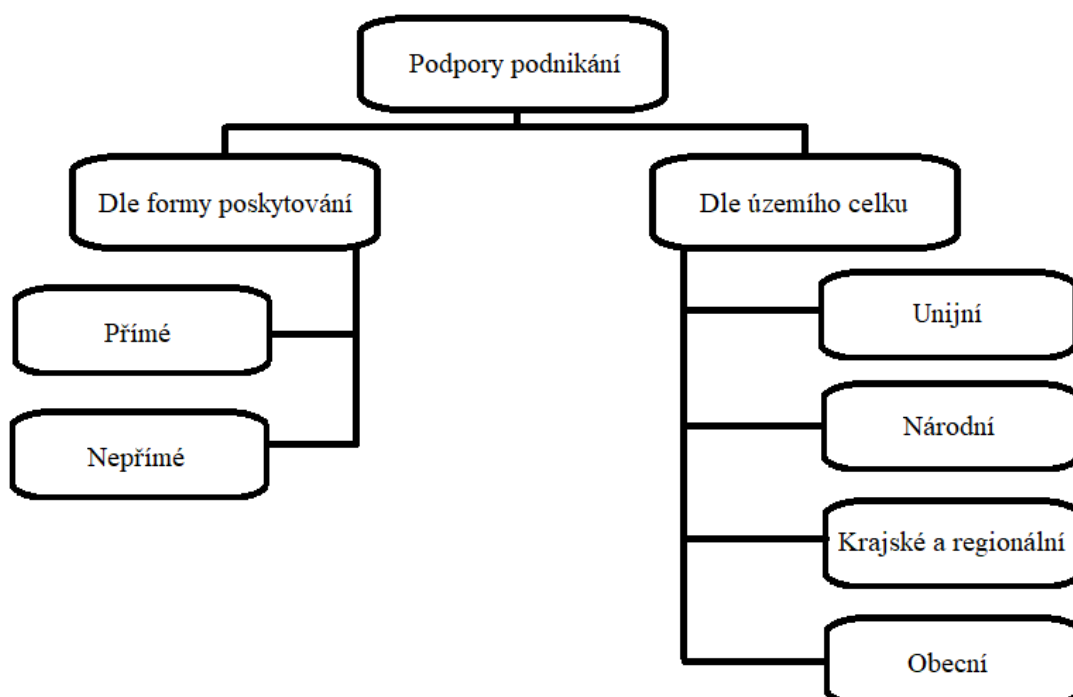 Podpory podnikání
Dle formy poskytování
Dle územího celku
Přímé
Nepřímé
Unijní
Národní
Krajské a regionální
Obecní